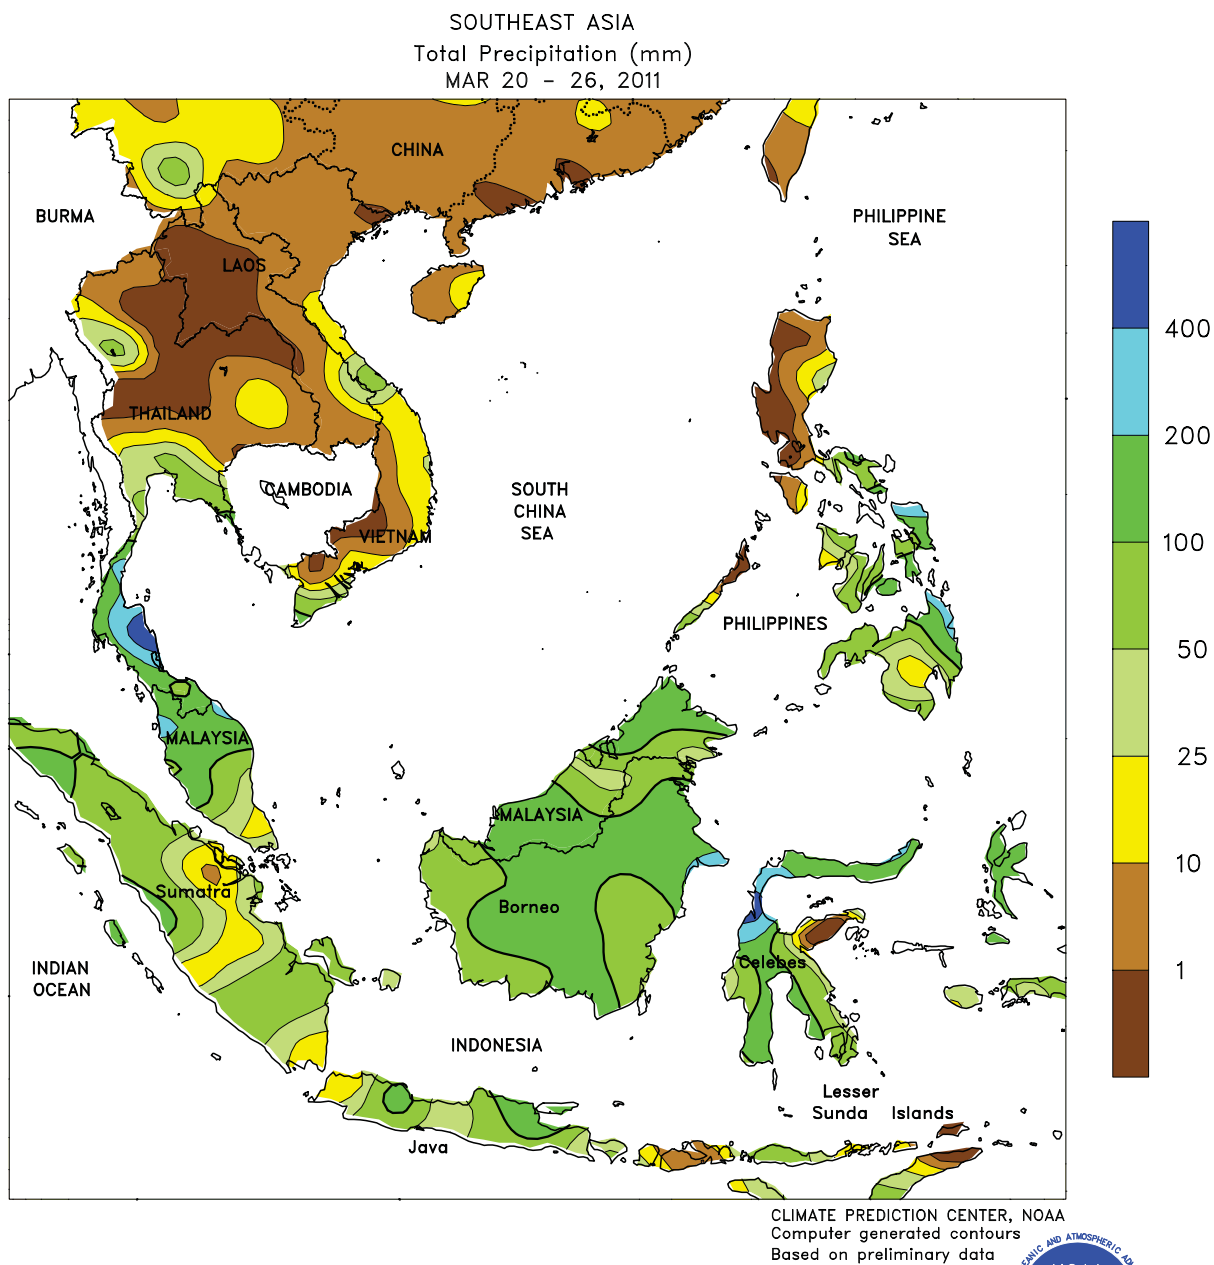 SOUTHEAST ASIA
Total Precipitation (mm)
MAR 20 - 26, 2011
CHINA
BURMA
PHILIPPINE
SEA
LAOS
THAILAND
CAMBODIA
SOUTH
CHINA
SEA
VIETNAM
PHILIPPINES
MALAYSIA
MALAYSIA
Sumatra
Borneo
Celebes
INDIAN
OCEAN
INDONESIA
Lesser
Sunda Islands
Java
400
200
100
50
25
10
1
CLIMATE PREDICTION CENTER, NOAA
Computer generated contours
Based on preliminary data
AND ATMOSPHERIC